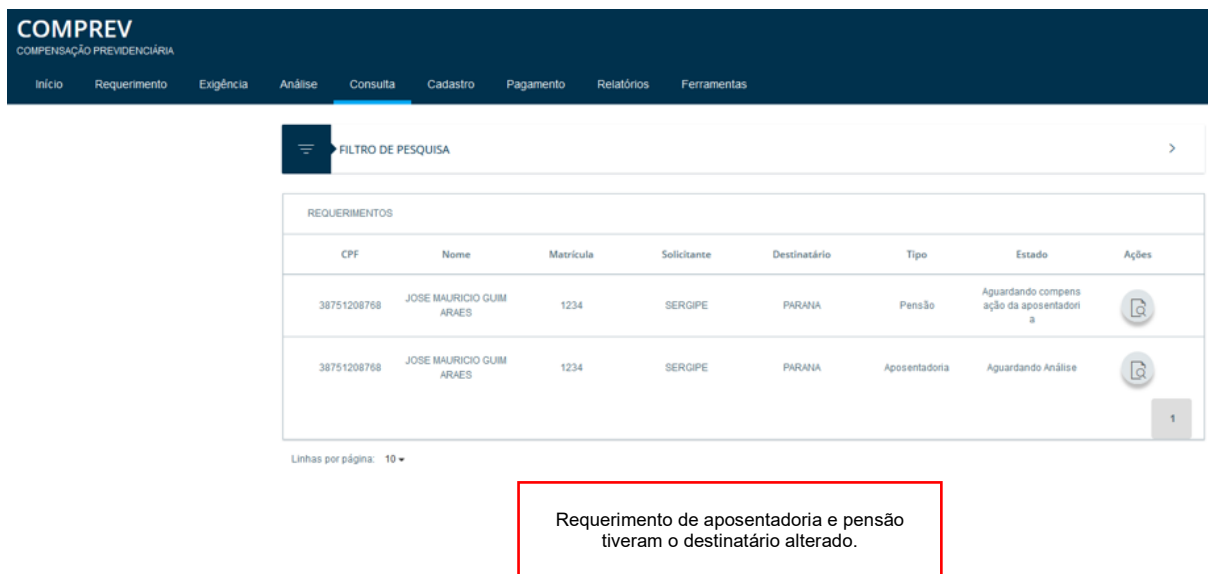 COMPREV
COMPENSAÇÃO PREVIDENCIÁRIA
Início Requerimento Exigência Análise Consulta Cadastro Pagamento Relatórios Ferramentas
FILTRO DE PESQUISA
REQUERIMENTOS
CPF Nome Matrícula Solicitante Destinatário Tipo Estado Ações
38751208768 JOSE MAURICIO GUIM
ARAES 1234 SERGIPE PARANA Pensão Aguardando compens
ação da aposentadori
a
38751208768 JOSE MAURICIO GUIM
ARAES 1234 SERGIPE PARANA Aposentadoria Aguardando Análise
1
Linhas por página: 10
Requerimento de aposentadoria e pensão
tiveram o destinatário alterado.